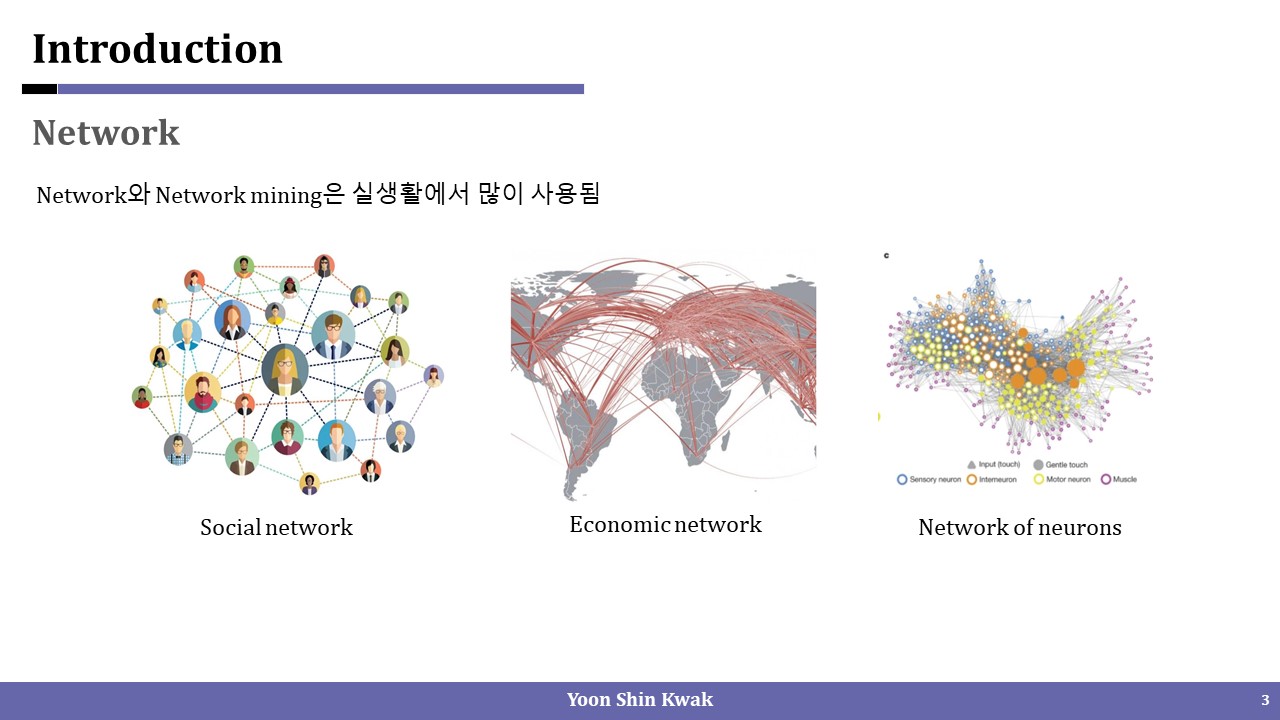 Introduction
Network
Network와 Network mining은 실생활에서 많이 사용됨
c
Input (touch) Gentle touch
Sensory neuron Interneuron Motor neuron Muscle
Social network
Economic network
Network of neurons
Yoon Shin Kwak
3